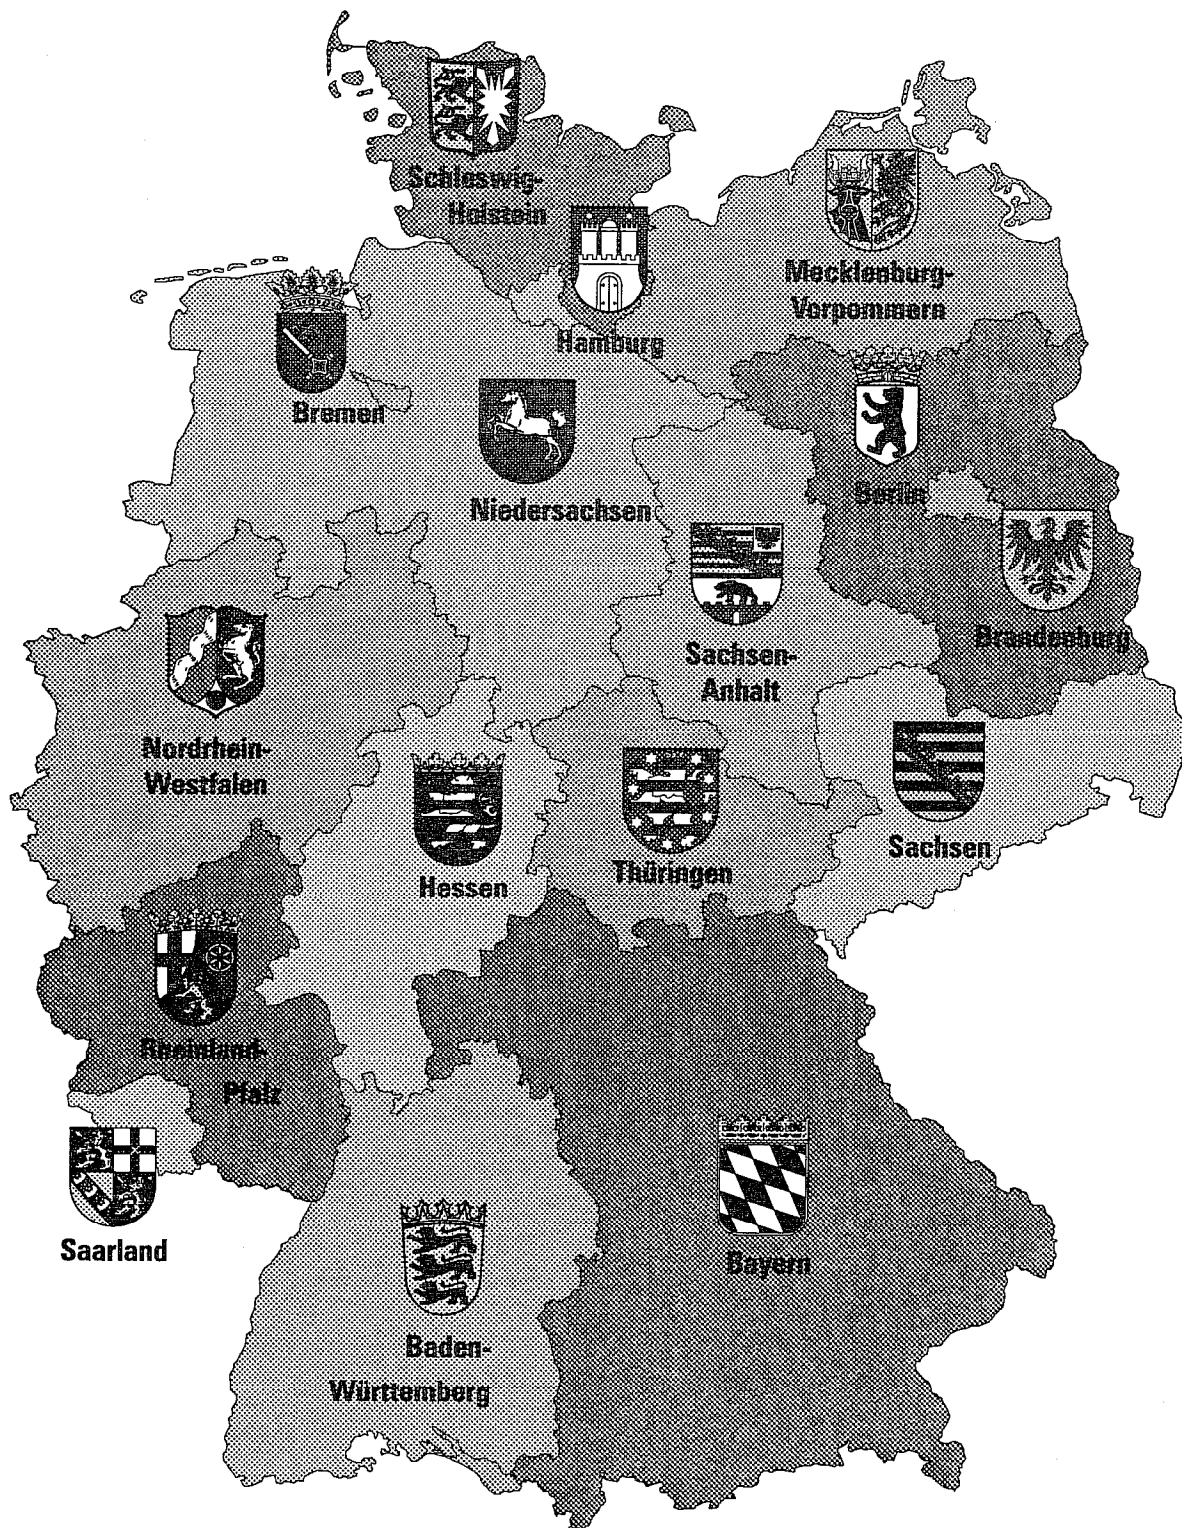 Schleswig-
Holstein
Mecklenburg-
Vorpommern
Hamburg
Bremen
Berlin
Niedersachsen
Brandenburg
Sachsen-
Anhalt
Nordrhein-
Westfalen
Sachsen
Thüringen
Hessen
Rheinland-
Pfalz
Saarland
Bayern
Baden-
Württemberg